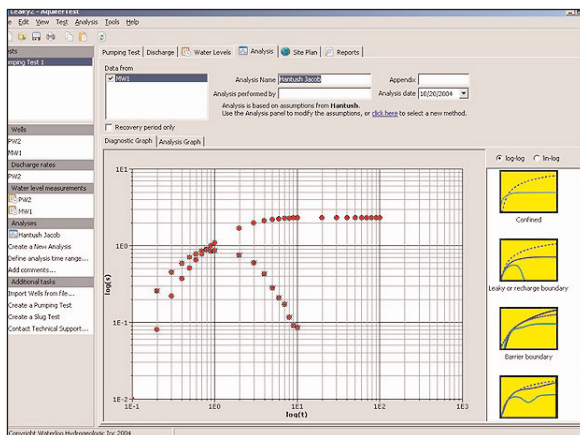 Leaky2 - AquiferTest
Edit View Test Analysis Tools Help
Pumping Test Discharge Water Levels Analysis Site Plan Reports
Pumping Test 1
Data from
MW1
Analysis Name Hantush Jacob Appendix
Analysis performed by Analysis date 10/20/2004
Analysis is based on assumptions from Hantush.
Use the Analysis panel to modify the assumptions, or click here to select a new method.
Recovery period only
Diagnostic Graph Analysis Graph
Wells
PW2
MW1
Discharge rates
PW2
Water level measurements
PW2
MW1
Analyses
Hantush Jacob
Create a New Analysis
Define analysis time range...
Add comments...
Additional tasks
Import Wells from file...
Create a Pumping Test
Create a Slug Test
Contact Technical Support...
1E1
1E0
1E-1
1E-2
log(s)
1E-1 1E0 1E1 1E2 1E3
log(t)
log-log lin-log
Confined
Leaky or recharge boundary
Barrier boundary
Copyright Waterloo Hydrogeologic Inc 2004